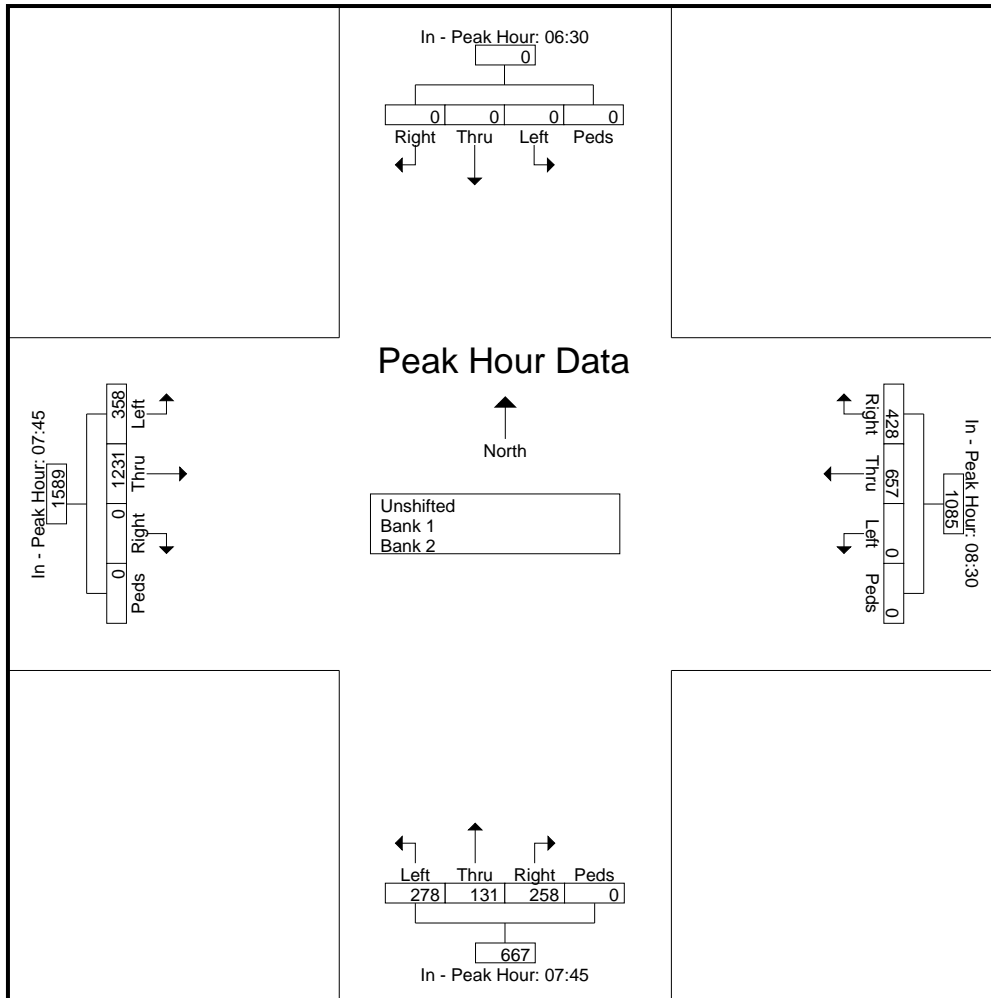 In - Peak Hour: 06:30
0
0 0 0 0
Right Thru Left Peds
Peak Hour Data
North
Unshifted
Bank 1
Bank 2
In - Peak Hour: 07:45
1589
358 1231 0 0
Left Thru Right Peds
In - Peak Hour: 08:30
1085
428 657 0 0
Right Thru Left Peds
Left Thru Right Peds
278 131 258 0
667
In - Peak Hour: 07:45